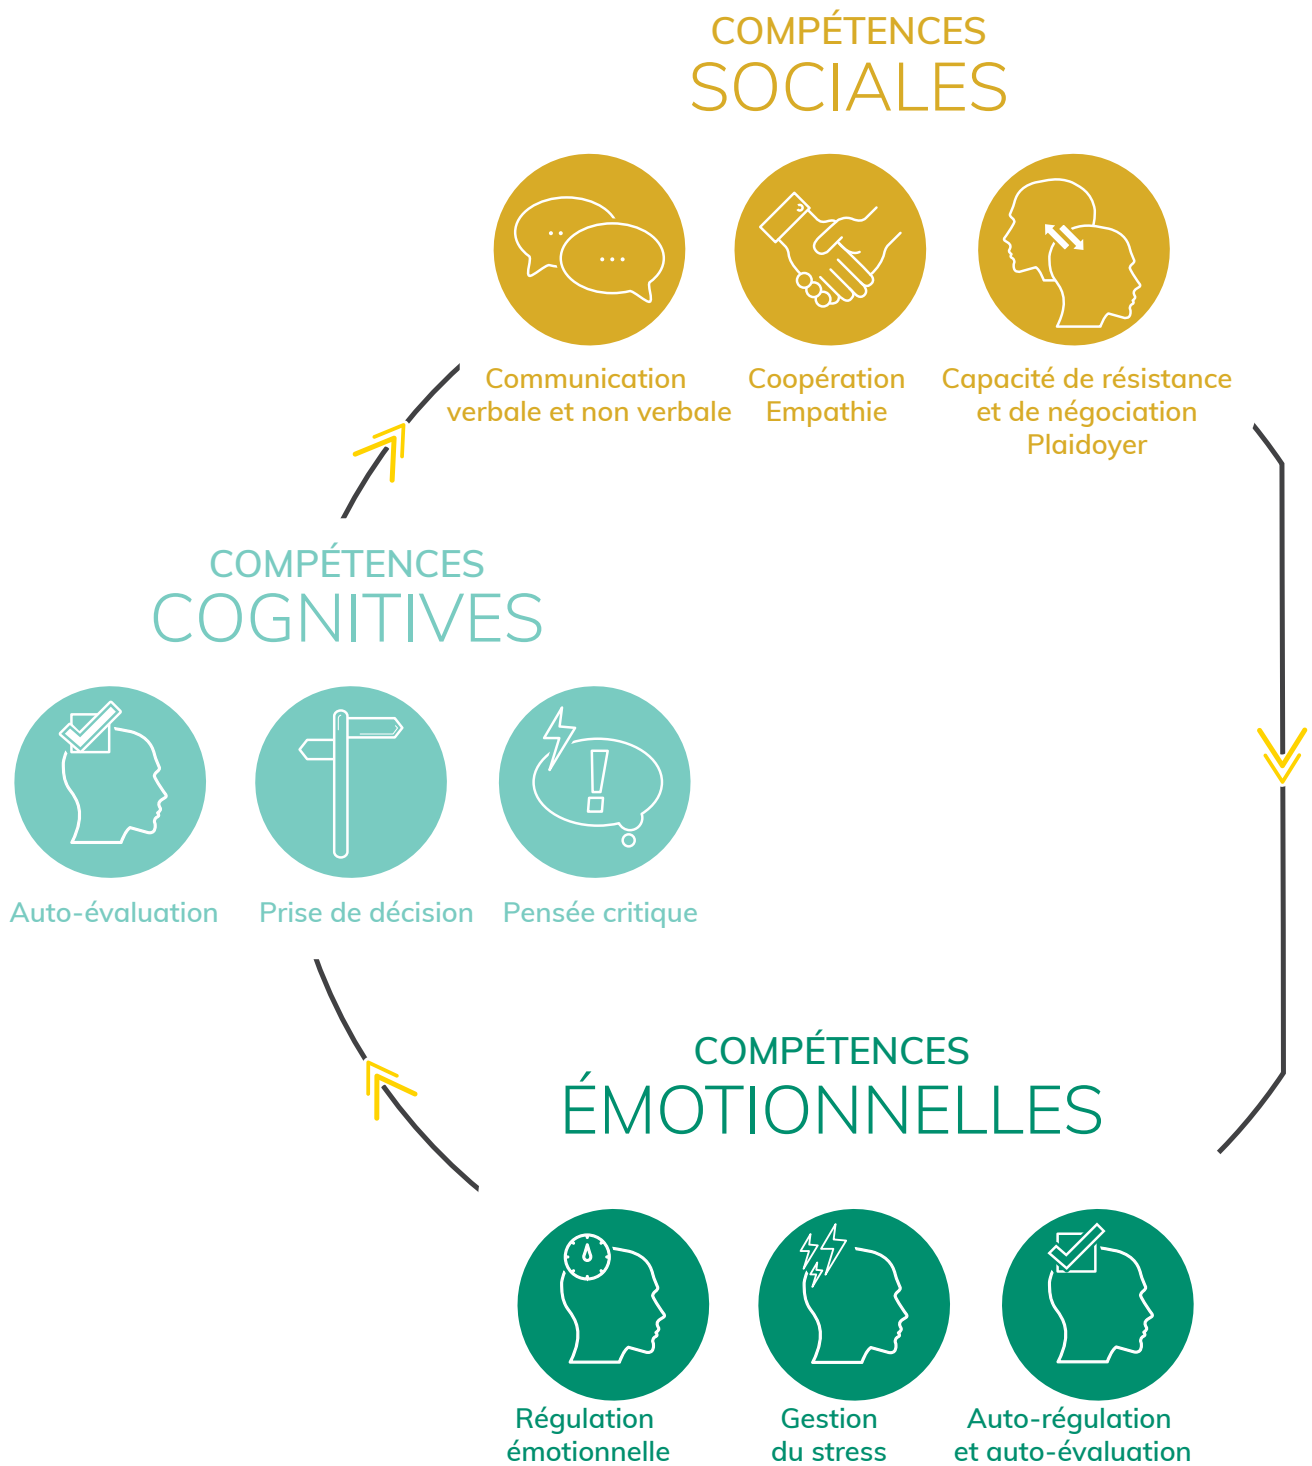 COMPÉTENCES
SOCIALES
Communication
verbale et non verbale
Coopération
Empathie
Capacité de résistance
et de négociation
Plaidoyer
COMPÉTENCES
COGNITIVES
Auto-évaluation
Prise de décision
Pensée critique
COMPÉTENCES
ÉMOTIONNELLES
Régulation
émotionnelle
Gestion
du stress
Auto-régulation
et auto-évaluation